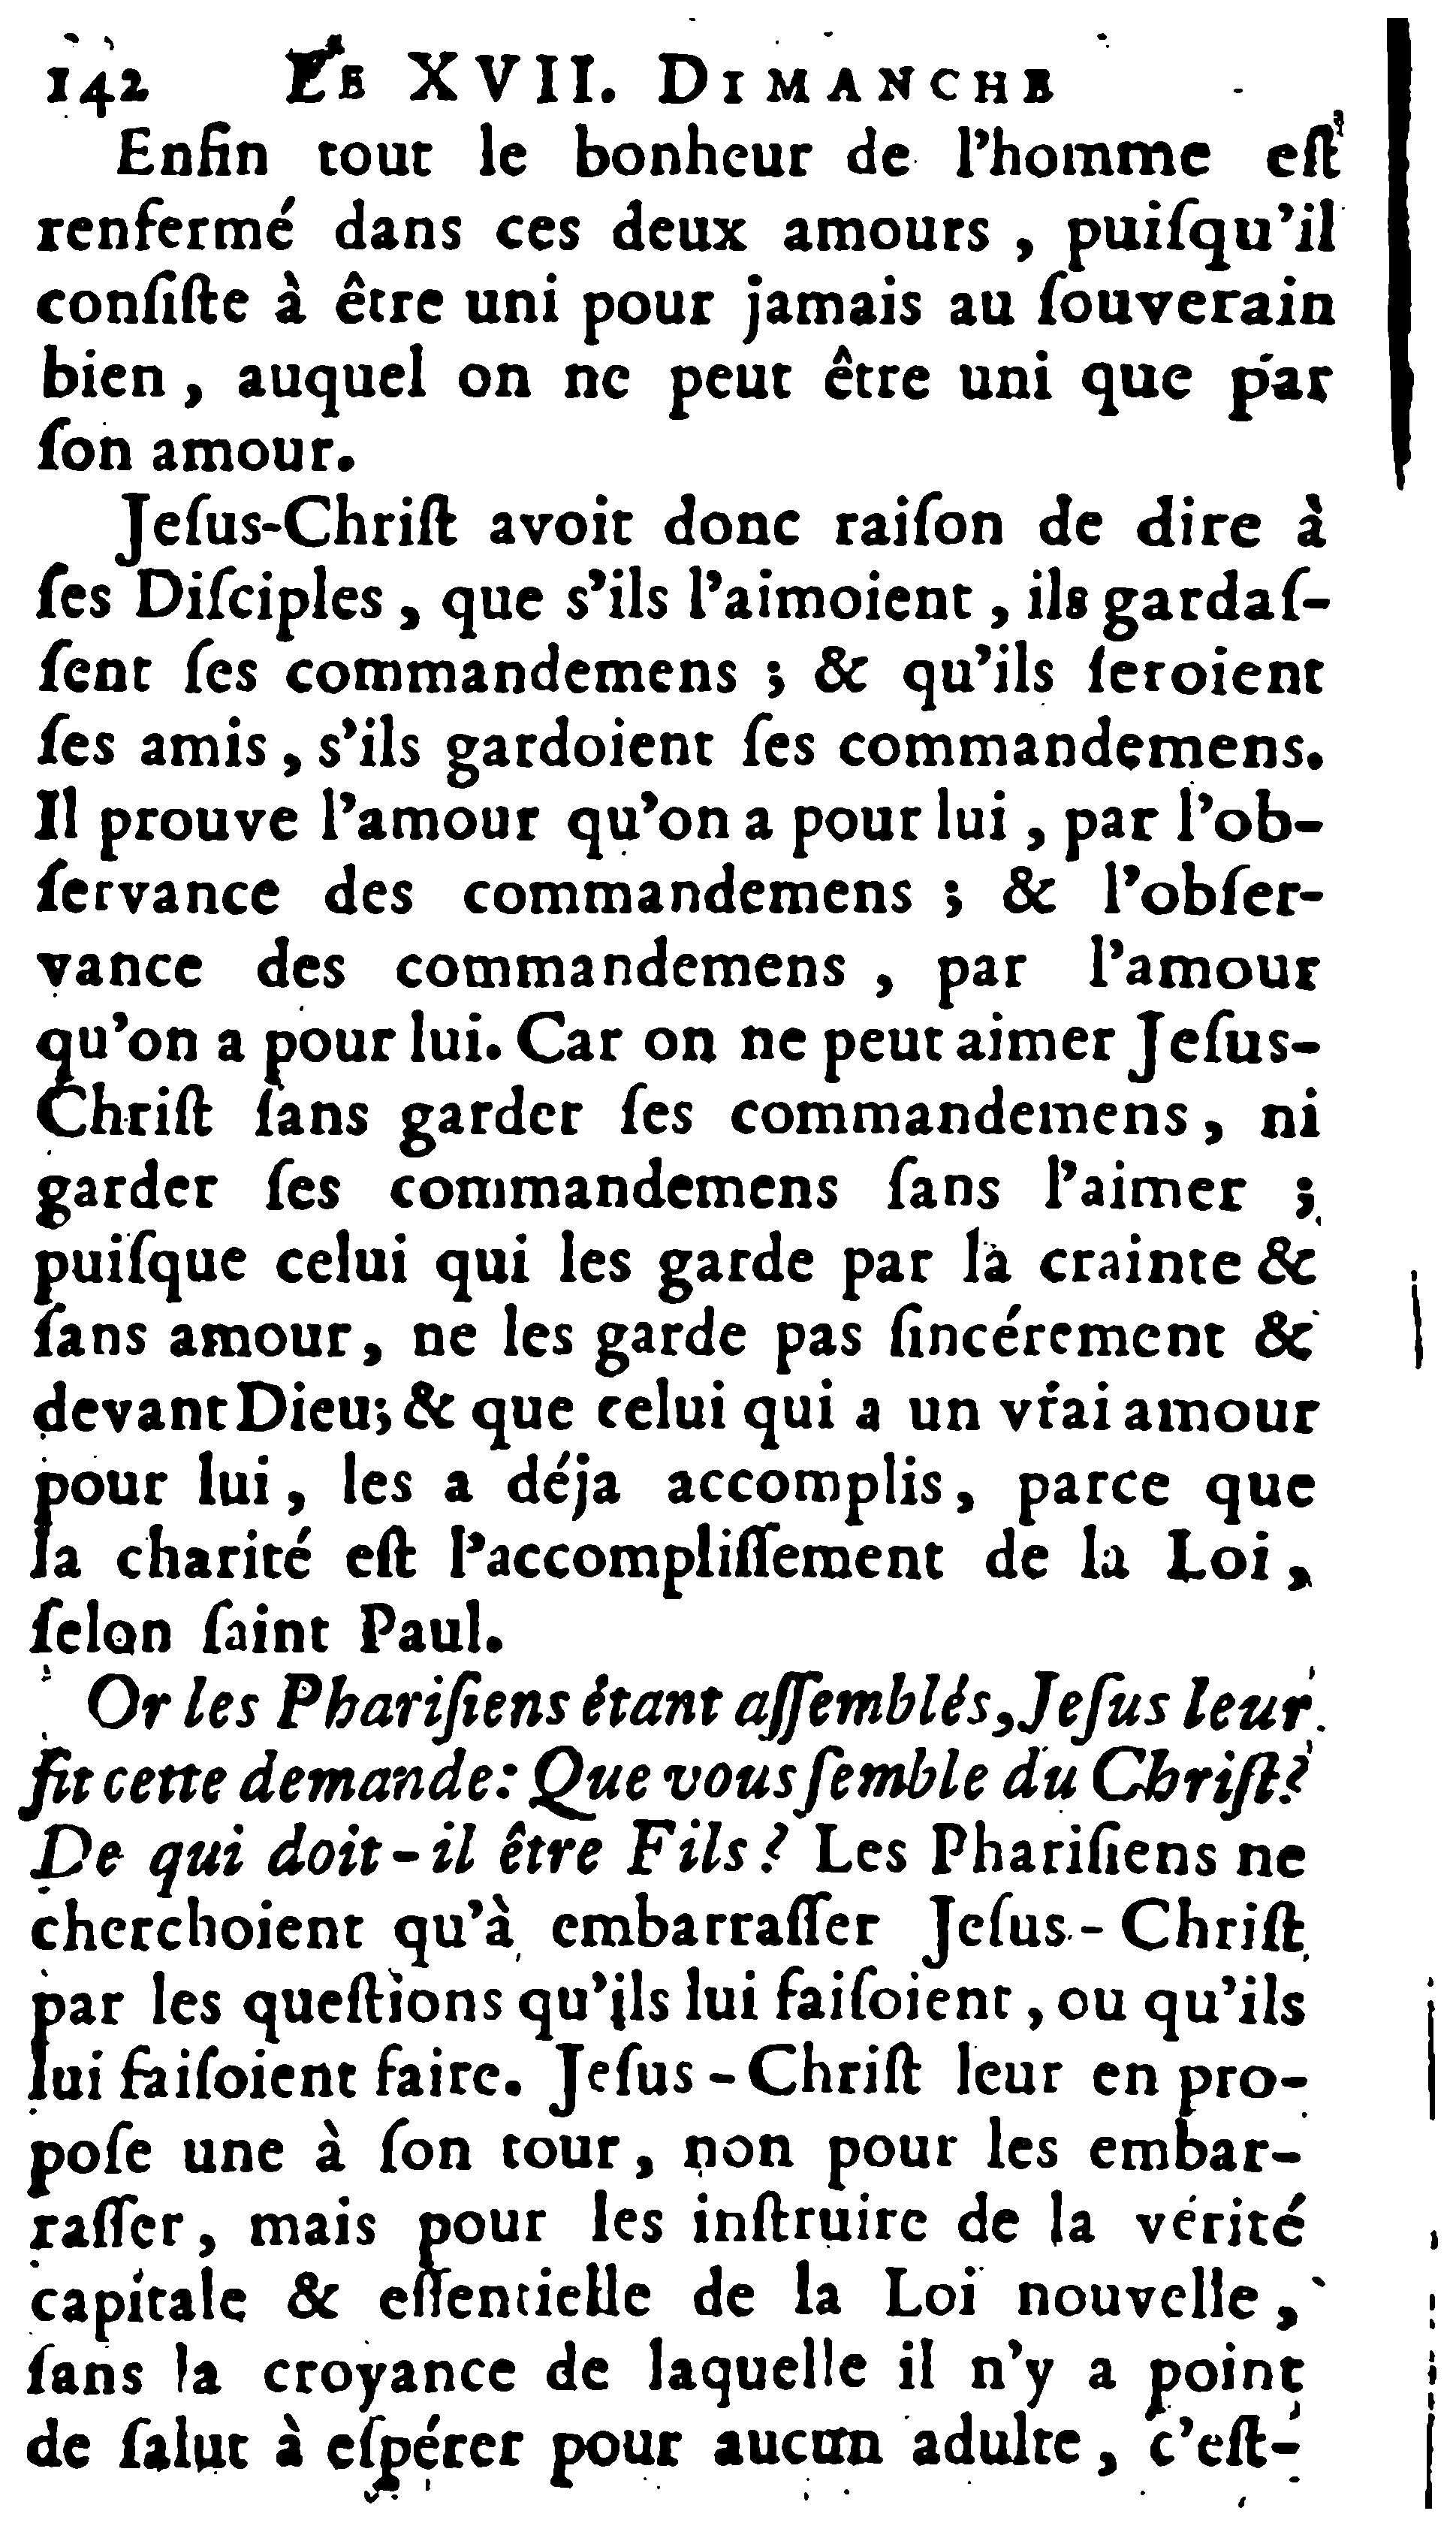 142 LE XVII. DIMANCHE
Enfin tout le bonheur de l'homme eſt
renfermé dans ces deux amours, puiſqu'il
conſiſte à être uni pour jamais au ſouverain
bien, auquel on ne peut être uni que par
ſon amour.
Jeſus-Chriſt avoit donc raiſon de dire à
ſes Diſciples, que s'ils l'aimoient, ils gardaſ-
ſent ſes commandemens ; & qu'ils ſeroient
ſes amis, s'ils gardoient ſes commandemens.
Il prouve l'amour qu'on a pour lui, par l'ob-
ſervance des commandemens ; & l'obſer-
vance des commandemens, par l'amour
qu'on a pour lui. Car on ne peut aimer Jeſus-
Chriſt ſans garder ſes commandemens, ni
garder ſes commandemens ſans l'aimer ;
puiſque celui qui les garde par la crainte &
ſans amour, ne les garde pas ſincérement &
devant Dieu; & que celui qui a un vrai amour
pour lui, les a déja accomplis, parce que
la charité eſt l'accompliſſement de la Loi,
ſelon ſaint Paul.
Or les Phariſiens étant aſſemblés, Jeſus leur
fit cette demande: Que vous ſemble du Chriſt?
De qui doit-il être Fils? Les Phariſiens ne
cherchoient qu'à embarraſſer Jeſus-Chriſt
par les queſtions qu'ils lui faiſoient, ou qu'ils
lui faiſoient faire. Jeſus-Chriſt leur en pro-
poſe une à ſon tour, non pour les embar-
raſſer, mais pour les inſtruire de la vérité
capitale & eſſentielle de la Loi nouvelle,
ſans la croyance de laquelle il n'y a point
de ſalut à eſpérer pour aucun adulte, c'eſt-